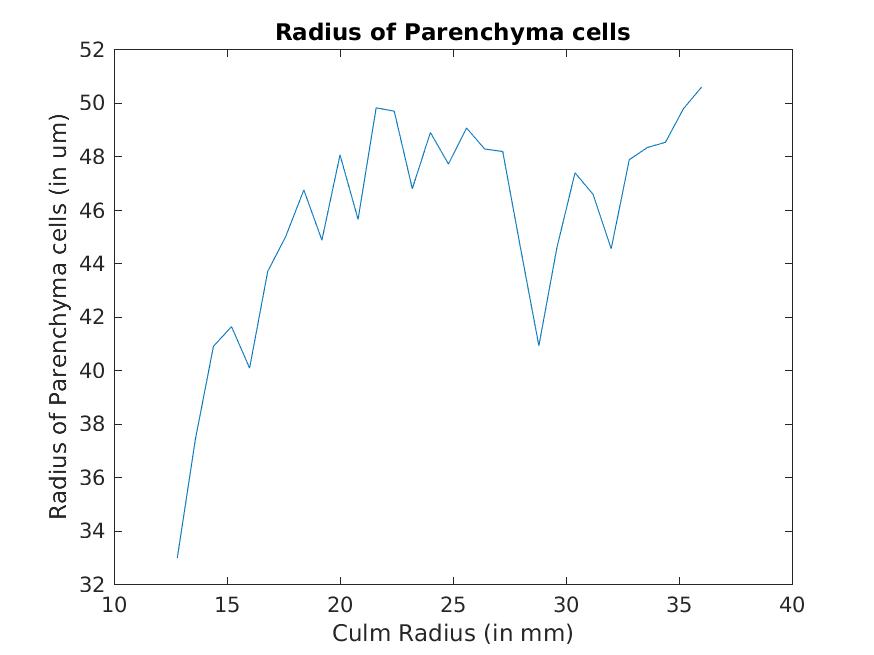 Radius of Parenchyma cells
Radius of Parenchyma cells (in um)
52
50
48
46
44
42
40
38
36
34
32
10 15 20 25 30 35 40
Culm Radius (in mm)